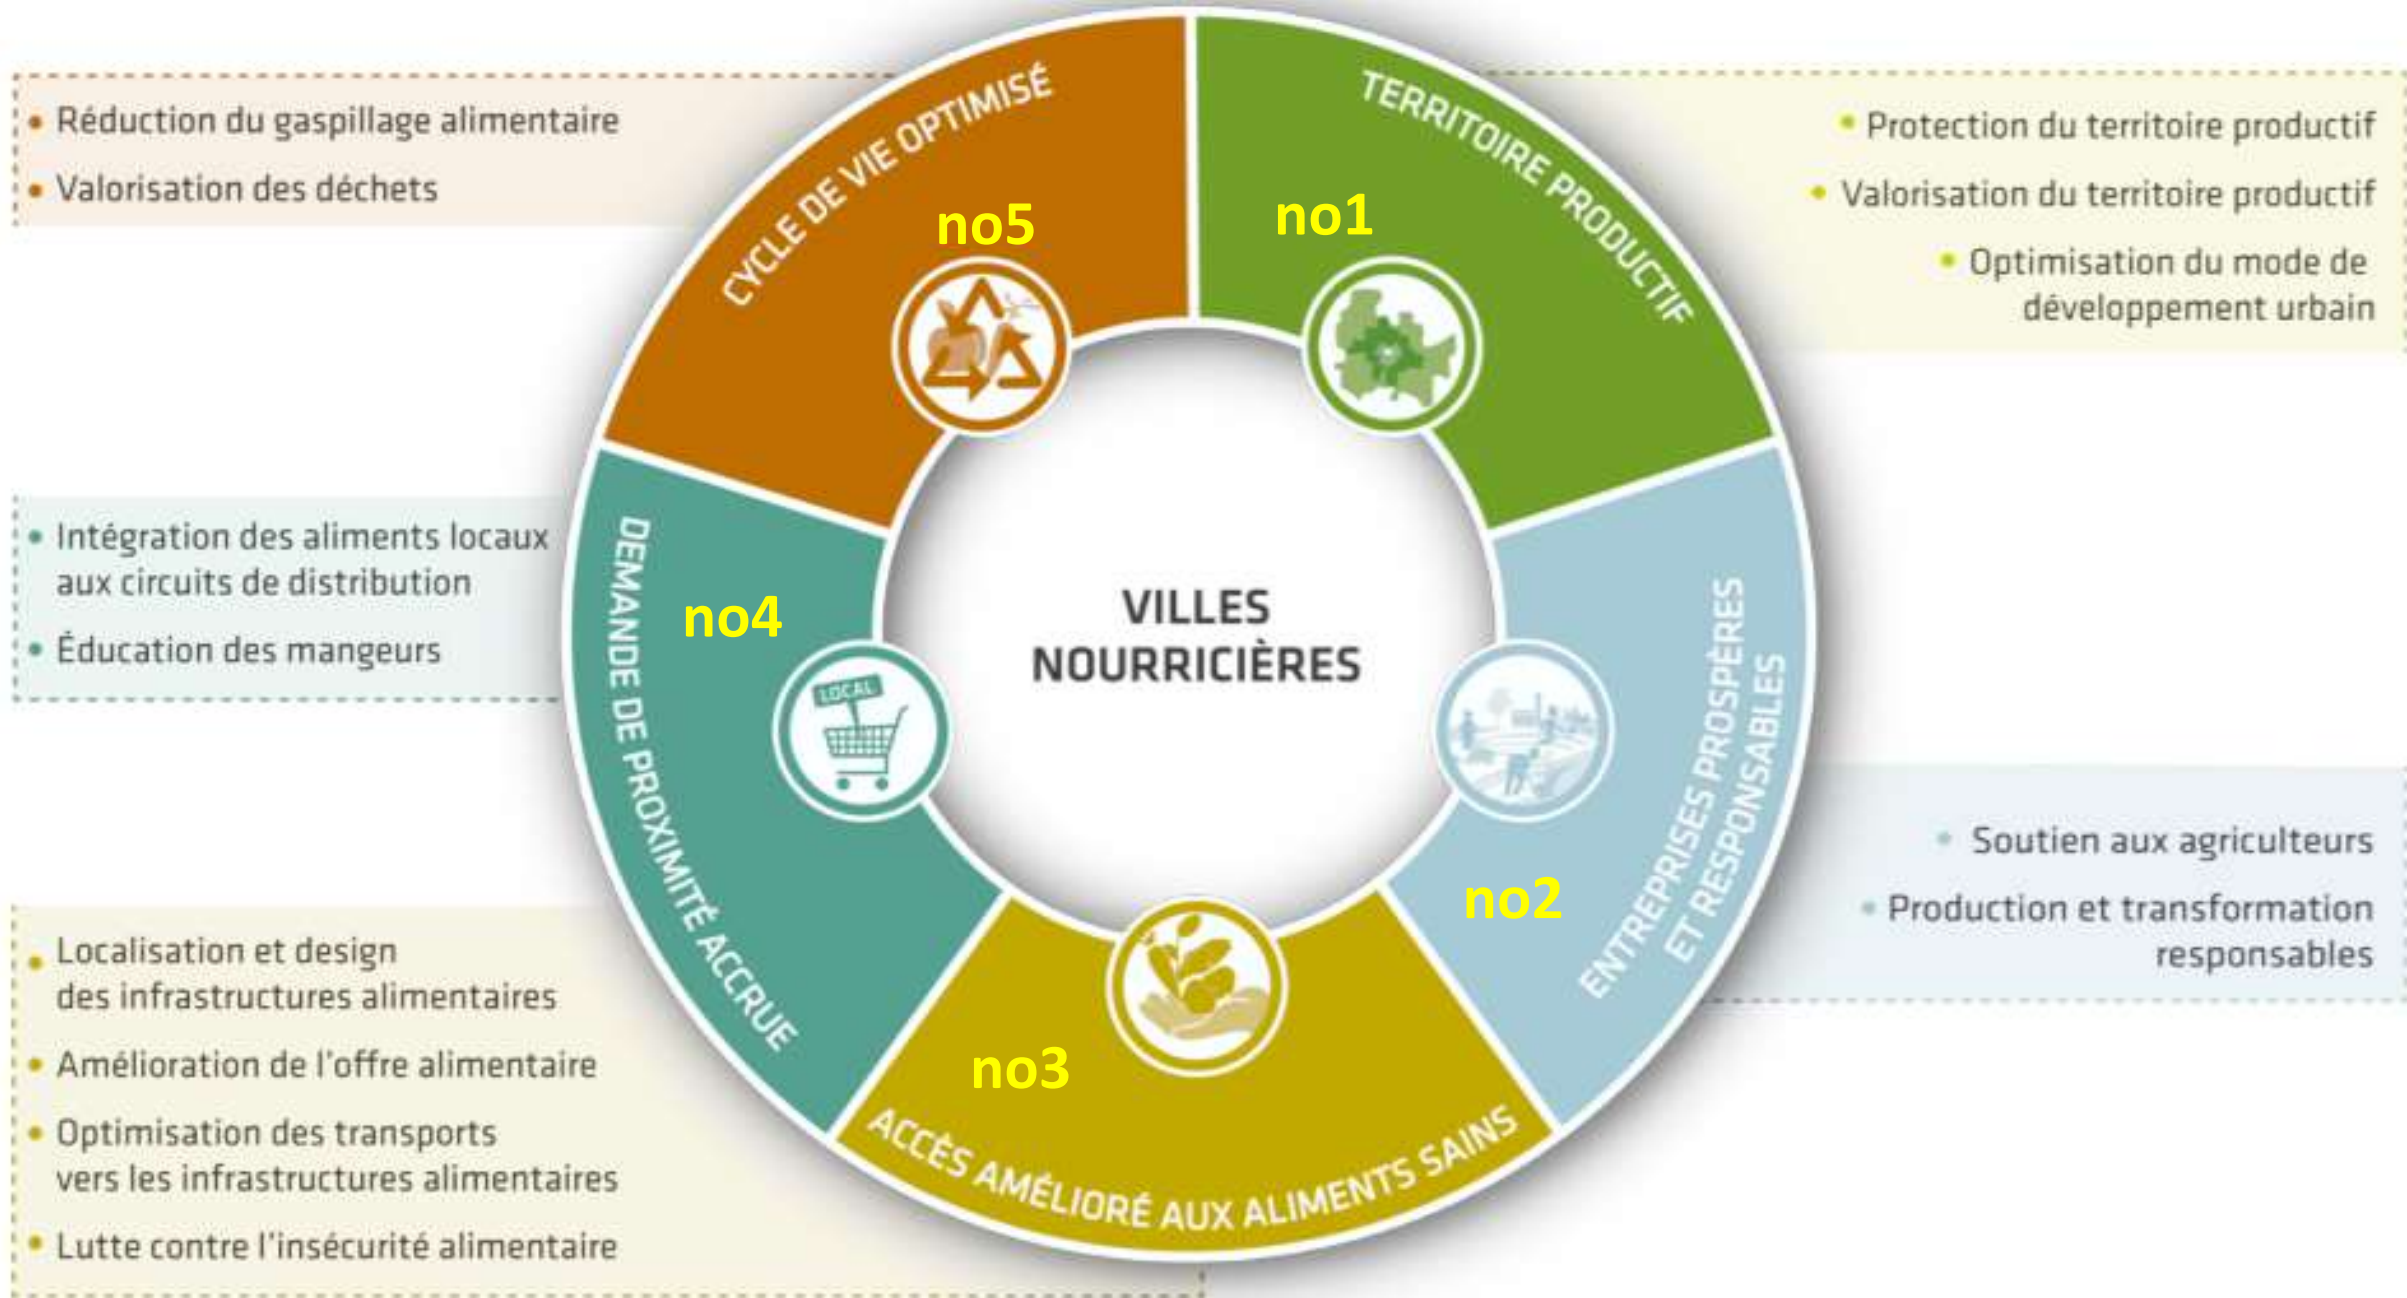 CYCLE DE VIE OPTIMISÉ
no5
Réduction du gaspillage alimentaire
Valorisation des déchets
TERRITOIRE PRODUCTIF
no1
Protection du territoire productif
Valorisation du territoire productif
Optimisation du mode de
développement urbain
VILLES
NOURRICIÈRES
ENTREPRISES PROSPÈRES
ET RESPONSABLES
no2
Soutien aux agriculteurs
Production et transformation
responsables
DEMANDE DE PROXIMITÉ ACCRUE
no4
LOCAL
Intégration des aliments locaux
aux circuits de distribution
Éducation des mangeurs
ACCÈS AMÉLIORÉ AUX ALIMENTS SAINS
no3
Localisation et design
des infrastructures alimentaires
Amélioration de l'offre alimentaire
Optimisation des transports
vers les infrastructures alimentaires
Lutte contre l'insécurité alimentaire